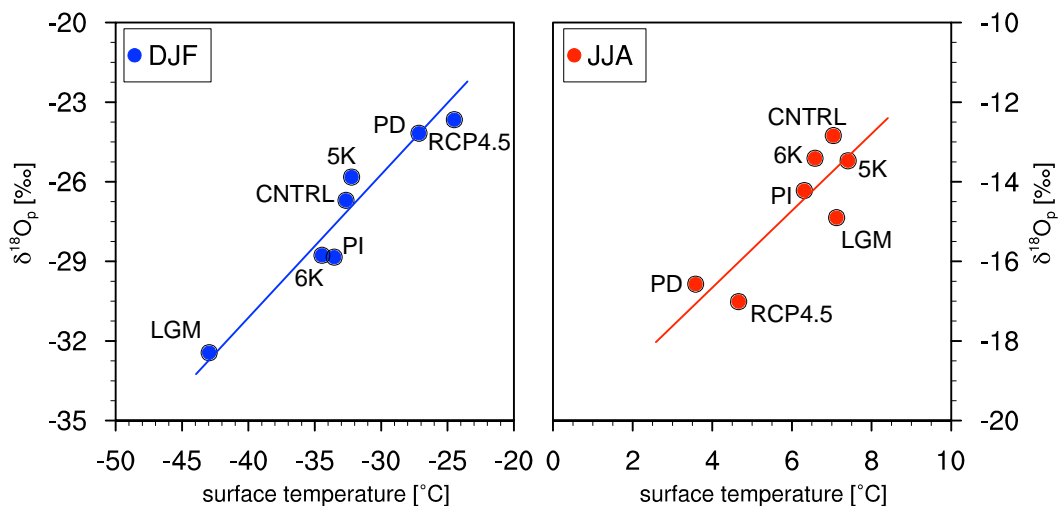 DJF
-20
-23
-26
-29
-32
-35
δ¹⁸Oₚ [‰]
PD
RCP4.5
5K
CNTRL
PI
6K
LGM
-50 -45 -40 -35 -30 -25 -20
surface temperature [°C]
JJA
-10
-12
-14
-16
-18
-20
δ¹⁸Oₚ [‰]
CNTRL
6K
5K
PI
LGM
PD
RCP4.5
0 2 4 6 8 10
surface temperature [°C]